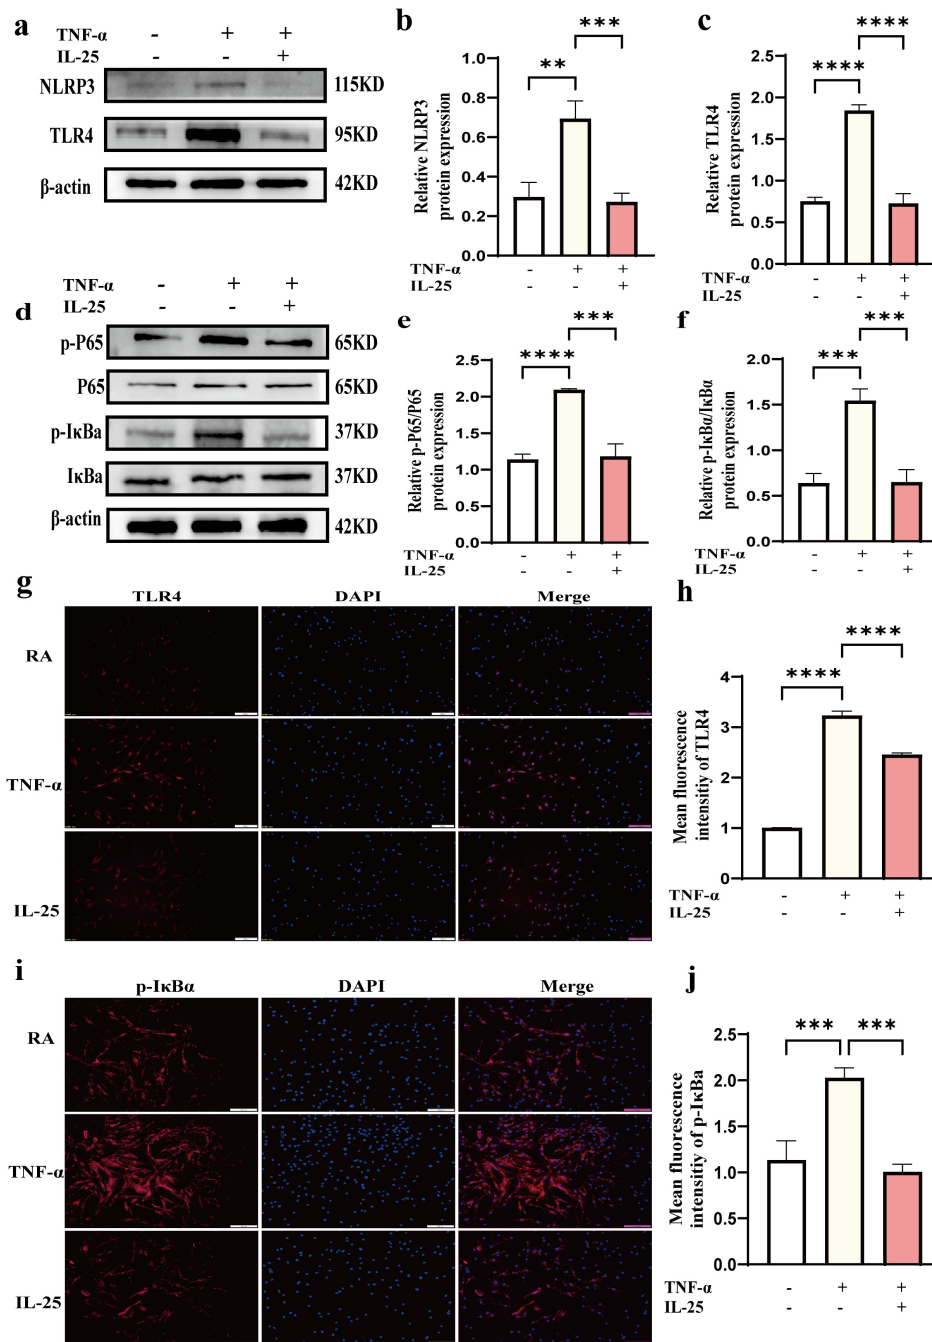 a
TNF-α - + +
IL-25 - - +
NLRP3 115KD
TLR4 95KD
β-actin 42KD
b
*** 
**
Relative NLRP3
protein expression
1.0
0.8
0.6
0.4
0.2
0.0
TNF-α - + +
IL-25 - - +
c
****
****
Relative TLR4
protein expression
2.5
2.0
1.5
1.0
0.5
0.0
TNF-α - + +
IL-25 - - +
d
TNF-α - + +
IL-25 - - +
p-P65 65KD
P65 65KD
p-IκBa 37KD
IκBa 37KD
β-actin 42KD
e
***
****
Relative p-P65/P65
protein expression
2.5
2.0
1.5
1.0
0.5
0.0
TNF-α - + +
IL-25 - - +
f
***
***
Relative p-IκBα/IκBα
protein expression
2.0
1.5
1.0
0.5
0.0
TNF-α - + +
IL-25 - - +
g
TLR4 DAPI Merge
RA
TNF-α
IL-25
h
****
****
Mean fluorescence
intensitiy of TLR4
4
3
2
1
0
TNF-α - + +
IL-25 - - +
i
p-IκBα DAPI Merge
RA
TNF-α
IL-25
j
*** ***
Mean fluorescence
intensitiy of p-IκBa
2.5
2.0
1.5
1.0
0.5
0.0
TNF-α - + +
IL-25 - - +